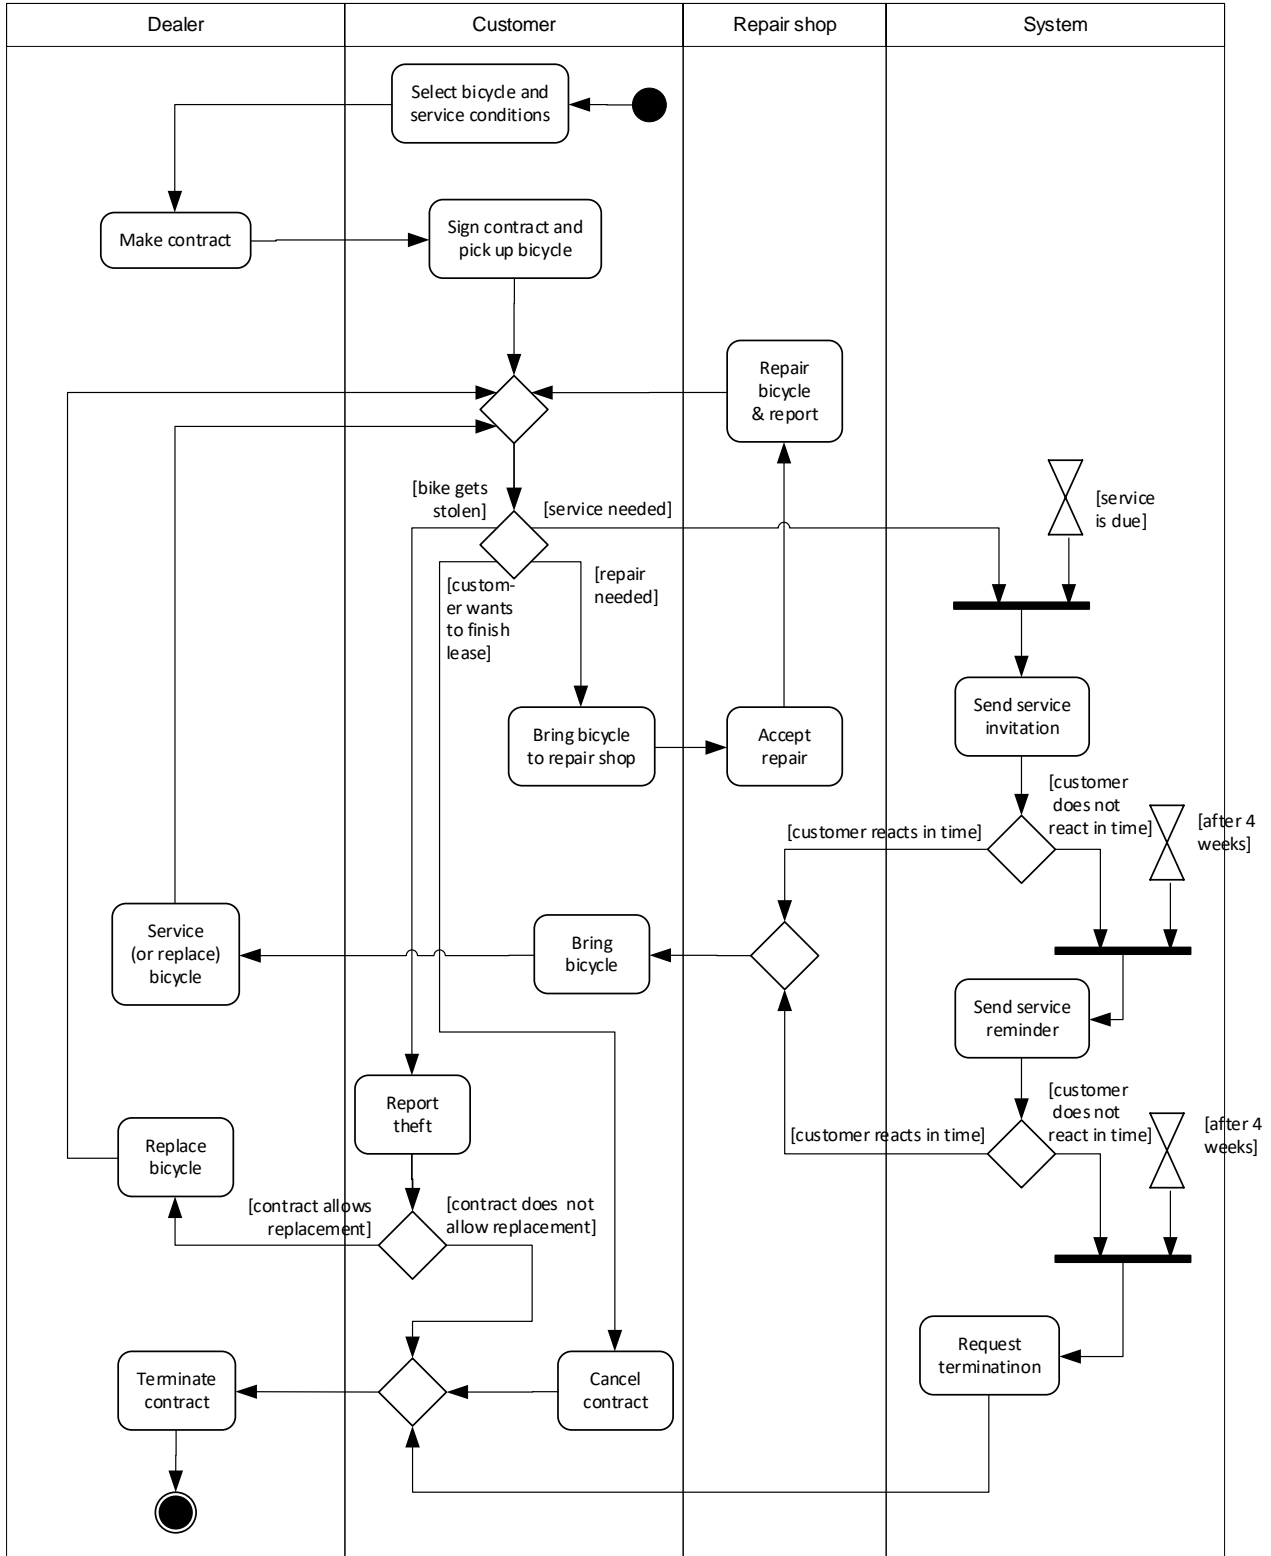 Dealer
Customer
Repair shop
System
Select bicycle and
service conditions
Make contract
Sign contract and
pick up bicycle
Repair
bicycle
& report
[bike gets
stolen]
[service needed]
[service
is due]
[custom-
er wants
to finish
lease]
[repair
needed]
Send service
invitation
Bring bicycle
to repair shop
Accept
repair
[customer
does not
react in time]
[after 4
weeks]
[customer reacts in time]
Service
(or replace)
bicycle
Bring
bicycle
Send service
reminder
Report
theft
[customer
does not
react in time]
[after 4
weeks]
[customer reacts in time]
Replace
bicycle
[contract allows
replacement]
[contract does not
allow replacement]
Request
terminatinon
Terminate
contract
Cancel
contract